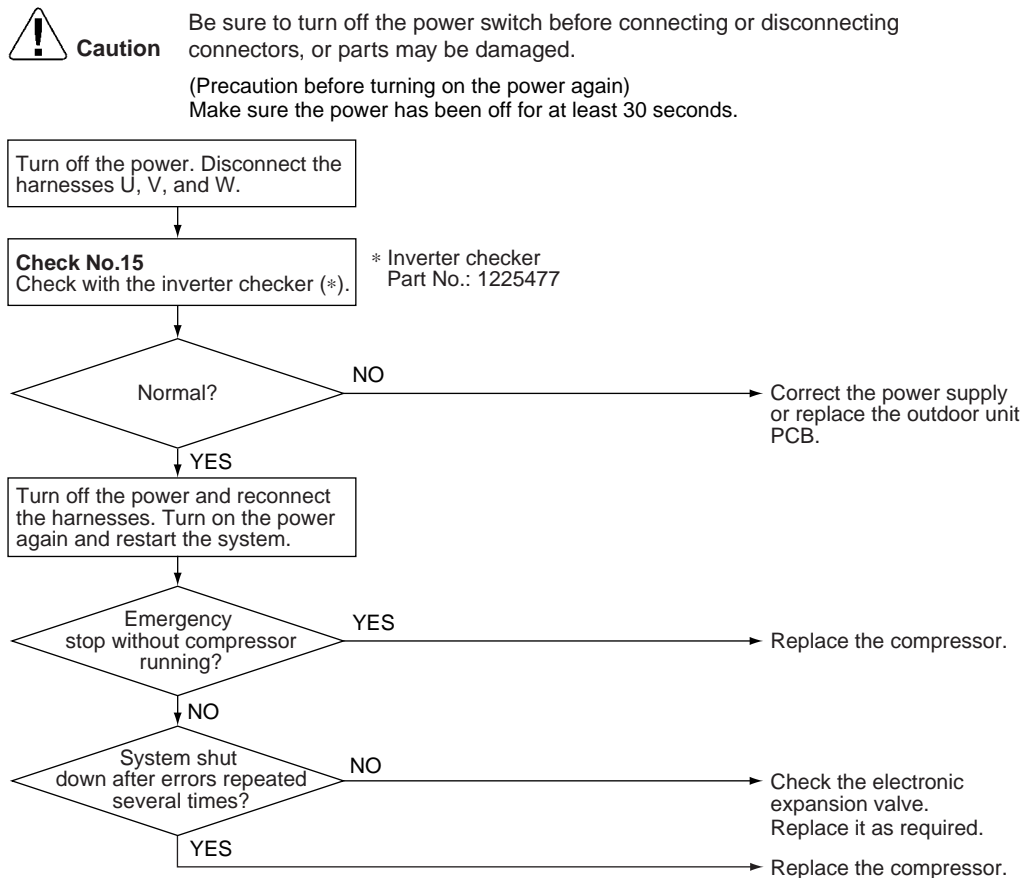 Caution
Be sure to turn off the power switch before connecting or disconnecting
connectors, or parts may be damaged.
(Precaution before turning on the power again)
Make sure the power has been off for at least 30 seconds.
Turn off the power. Disconnect the
harnesses U, V, and W.
Check No.15
Check with the inverter checker (*).
* Inverter checker
Part No.: 1225477
Normal?
NO
Correct the power supply
or replace the outdoor unit
PCB.
YES
Turn off the power and reconnect
the harnesses. Turn on the power
again and restart the system.
Emergency
stop without compressor
running?
YES
Replace the compressor.
NO
System shut
down after errors repeated
several times?
NO
Check the electronic
expansion valve.
Replace it as required.
YES
Replace the compressor.